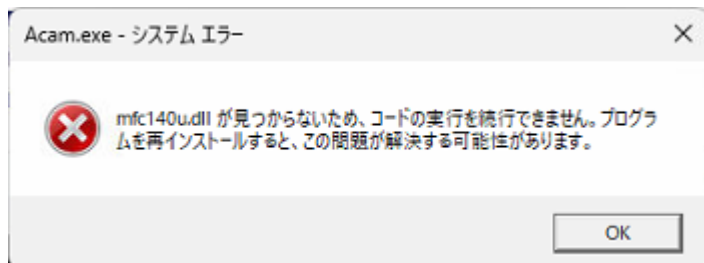 Acam.exe - システム エラー
mfc140u.dll が見つからないため、コードの実行を続行できません。プログラ
ムを再インストールすると、この問題が解決する可能性があります。
OK